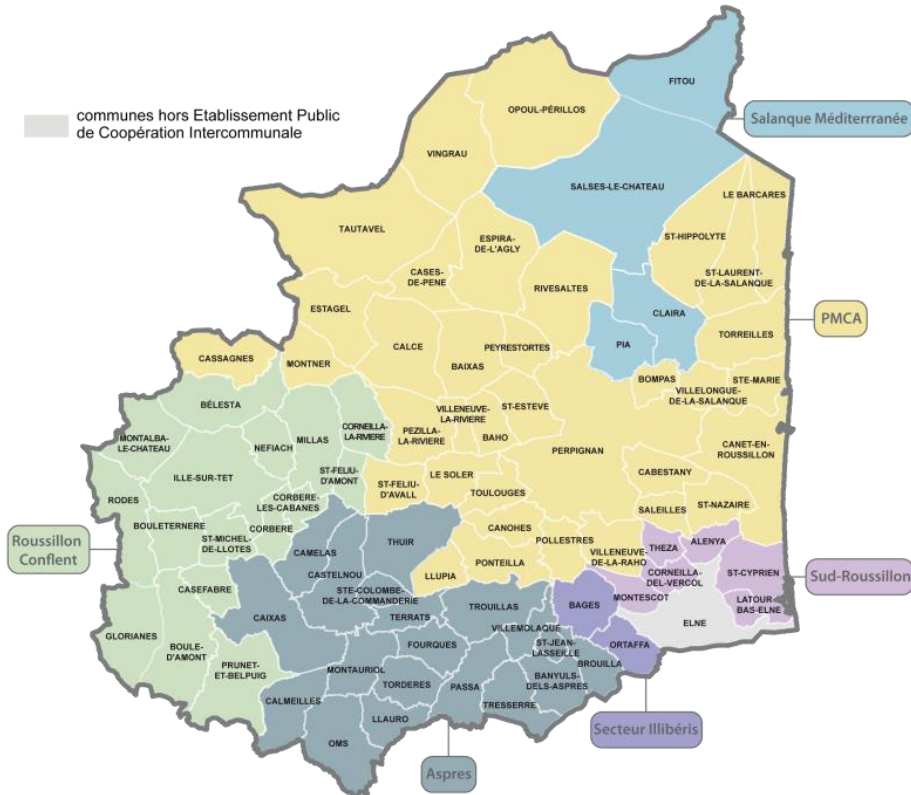 communes hors Etablissement Public
de Coopération Intercommunale
FITOU
OPOUL-PÉRILLOS
Salanque Méditerrranée
VINGRAU
SALSES-LE-CHATEAU
LE BARCARES
TAUTAVEL
ST-HIPPOLYTE
ESPIRA-
DE-L'AGLY
CASES-
DE-PENE
ST-LAURENT-
DE-LA-SALANQUE
RIVESALTES
ESTAGEL
CLAIRA
PMCA
TORREILLES
CALCE
PEYRESTORTES
PIA
CASSAGNES
MONTNER
BAIXAS
BOMPAS
STE-MARIE
VILLELONGUE-
DE-LA-SALANQUE
BÉLESTA
VILLENEUVE-
LA-RIVIERE
ST-ESTEVE
CORNEILLA-
LA-RIVIERE
PEZILLA-
LA-RIVIERE
MONTALBA-
LE-CHATEAU
NEFIACH
MILLAS
BAHO
PERPIGNAN
CANET-EN-
ROUSSILLON
ILLE-SUR-TET
ST-FELIU-
D'AMONT
LE SOLER
CABESTANY
ST-FELIU-
D'AVALL
TOULOUGES
RODES
CORBERE-
LES-CABANES
ST-NAZAIRE
SALEILLES
BOULETERNERE
CORBERE
CANOHES
Roussillon
Conflent
ST-MICHEL-
DE-LLOTES
THUIR
POLLESTRES
ALENYA
CAMELAS
VILLENEUVE-
DE-LA-RAHO
THEZA
PONTEILLA
CASTELNOU
LLUPIA
CORNEILLA-
DEL-VERCOL
ST-CYPRIEN
Sud-Roussillon
CASEFABRE
STE-COLOMBE-
DE-LA-COMMANDERIE
MONTESCOT
BAGES
LATOUR-
BAS-ELNE
CAIXAS
TERRATS
TROUILLAS
ELNE
VILLEMOLAQUE
GLORIANES
BOULE-
D'AMONT
FOURQUES
ST-JEAN-
LASSEILLE
ORTAFFA
PRUNET-
ET-BELPUIG
BROUILLA
MONTAURIOL
BANYULS-
DELS-ASPRES
TORDERES
PASSA
CALMEILLES
TRESSERRE
LLAURO
Secteur Illibéris
OMS
Aspres